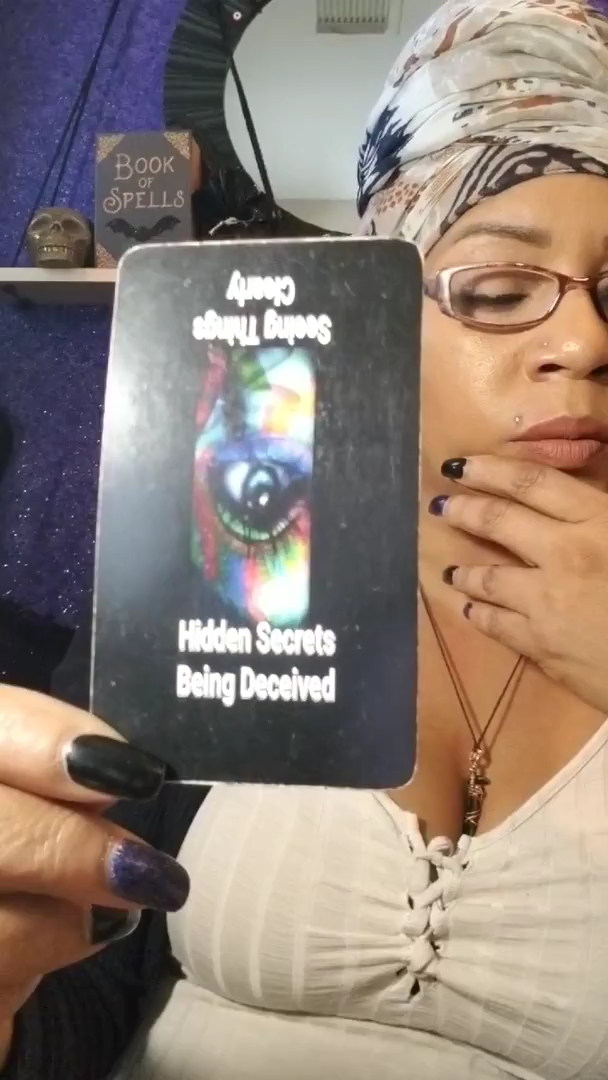 BOOK
OF
SPELLS
Seeing Things
Clearly
Hidden Secrets
Being Deceived